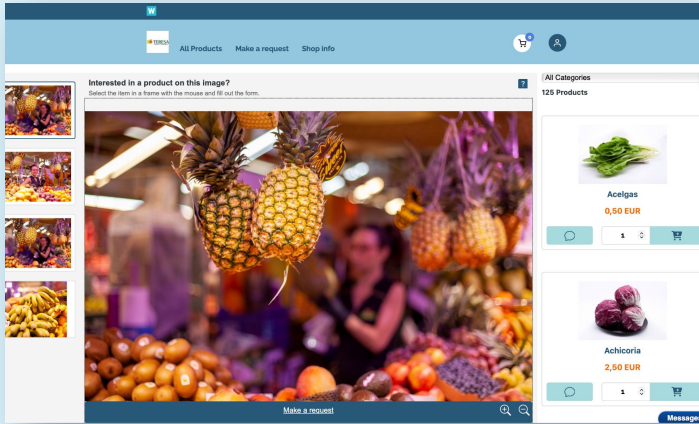 W
TERESA
All Products Make a request Shop info
0
Interested in a product on this image?
Select the item in a frame with the mouse and fill out the form.
?
Make a request
All Categories
125 Products
Acelgas
0,50 EUR
1
Achicoria
2,50 EUR
1
Message